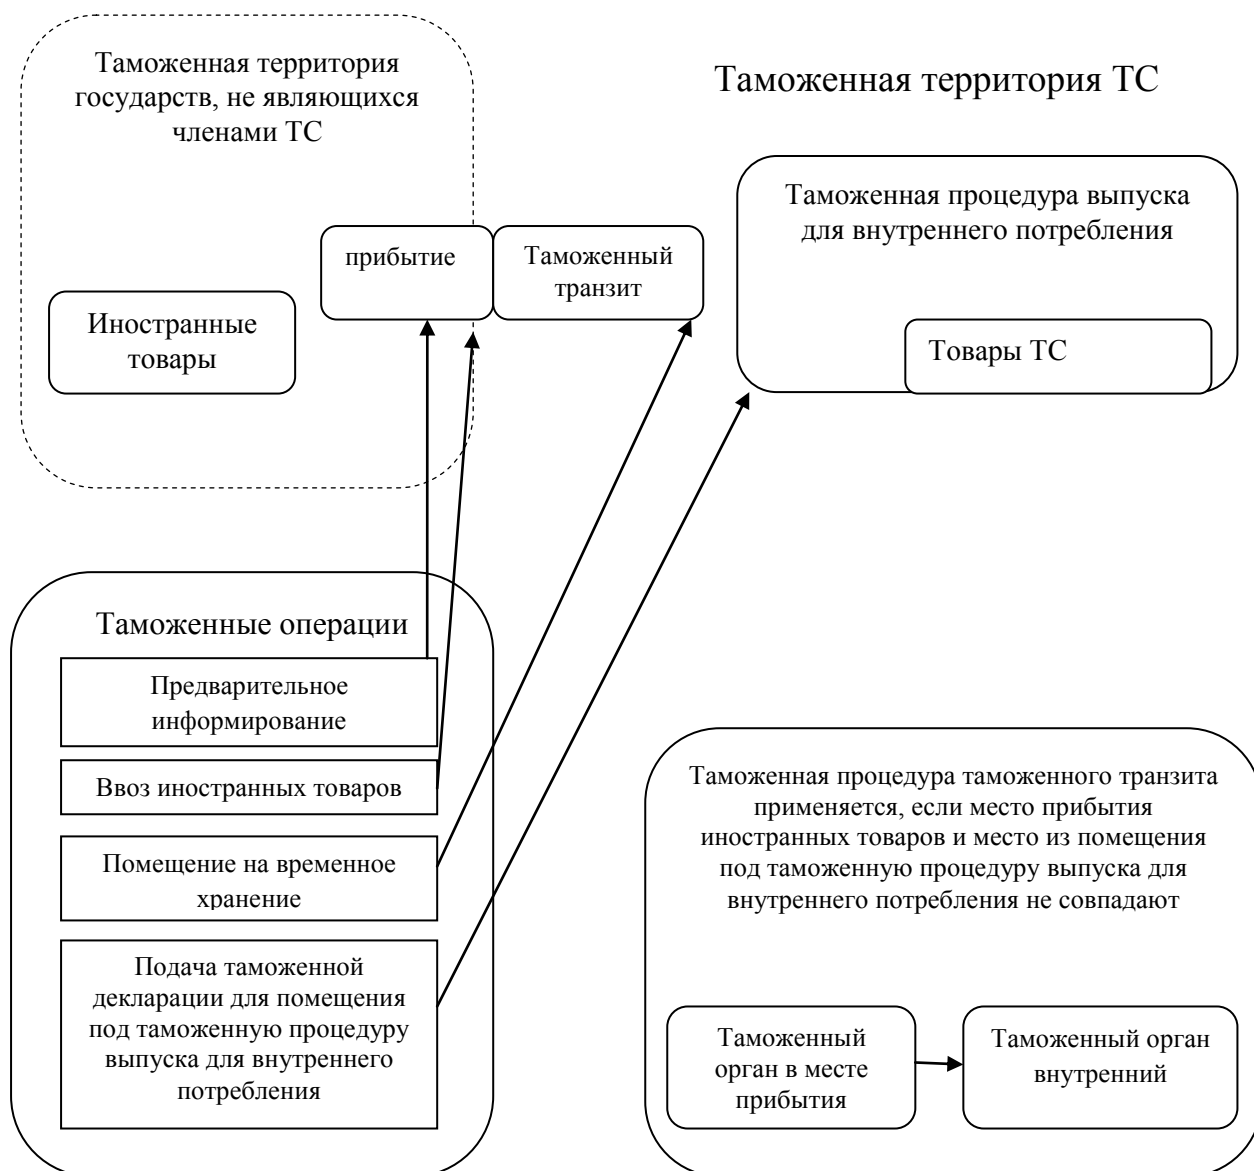 Таможенная территория
государств, не являющихся
членами ТС
Таможенная территория ТС
Таможенная процедура выпуска
для внутреннего потребления
прибытие
Таможенный
транзит
Иностранные
товары
Товары ТС
Таможенные операции
Предварительное
информирование
Ввоз иностранных товаров
Помещение на временное
хранение
Подача таможенной
декларации для помещения
под таможенную процедуру
выпуска для внутреннего
потребления
Таможенная процедура таможенного транзита
применяется, если место прибытия
иностранных товаров и место из помещения
под таможенную процедуру выпуска для
внутреннего потребления не совпадают
Таможенный
орган в месте
прибытия
Таможенный орган
внутренний